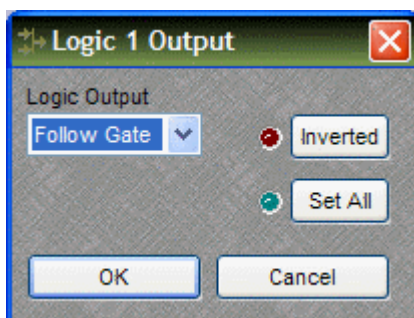 Logic 1 Output
Logic Output
Follow Gate
Inverted
Set All
OK
Cancel